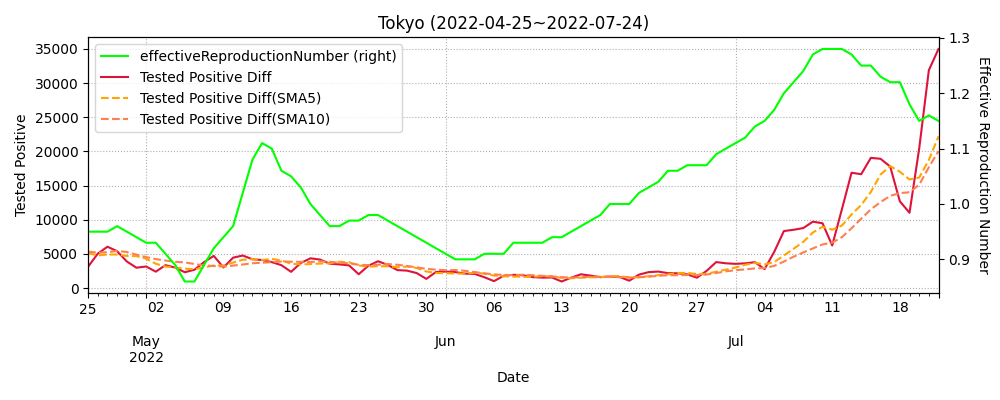 Tokyo (2022-04-25~2022-07-24)
effectiveReproductionNumber (right)
Tested Positive Diff
Tested Positive Diff(SMA5)
Tested Positive Diff(SMA10)
Tested Positive
35000
30000
25000
20000
15000
10000
5000
0
1.3
1.2
1.1
1.0
0.9
Effective Reproduction Number
25 02 09 16 23 30 06 13 20 27 04 11 18
May Jun Jul
2022
Date